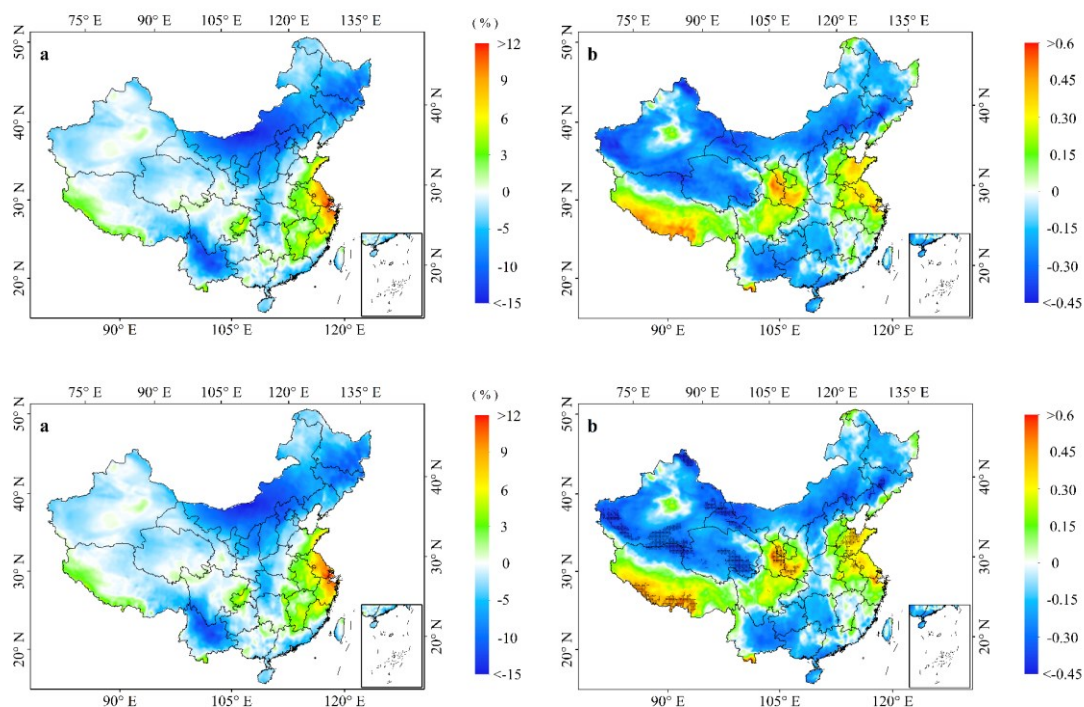 75° E 90° E 105° E 120° E 135° E (%)
a
50° N 40° N 30° N 20° N
50° N 40° N 30° N 20° N
90° E 105° E 120° E
>12 9 6 3 0 -5 -10 <-15
75° E 90° E 105° E 120° E 135° E
b
50° N 40° N 30° N 20° N
40° N 30° N 20° N
90° E 105° E 120° E
>0.6 0.45 0.30 0.15 0 -0.15 -0.30 <-0.45
75° E 90° E 105° E 120° E 135° E (%)
a
50° N 40° N 30° N 20° N
40° N 30° N 20° N
90° E 105° E 120° E
>12 9 6 3 0 -5 -10 <-15
75° E 90° E 105° E 120° E 135° E
b
50° N 40° N 30° N 20° N
40° N 30° N 20° N
90° E 105° E 120° E
>0.6 0.45 0.30 0.15 0 -0.15 -0.30 <-0.45